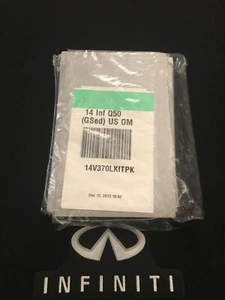 14 Inf Q50
(GSed) US OM
14V370LKITPK
INFINITI